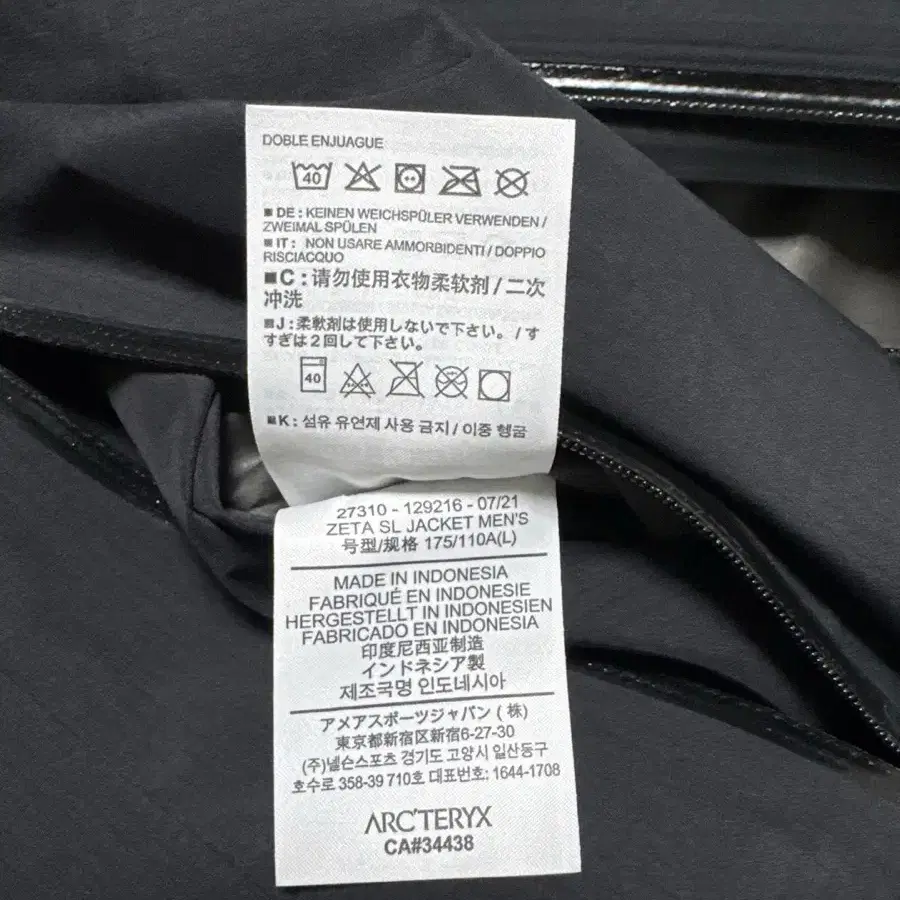 DOBLE ENJUAGUE
40
■ DE : KEINEN WEICHSPÜLER VERWENDEN /
ZWEIMAL SPÜLEN
■ IT : NON USARE AMMORBIDENTI / DOPPIO
RISCIACQUO
■ C : 请勿使用衣物柔软剂 / 二次
冲洗
■ J : 柔軟剤は使用しないで下さい。/ す
すぎは2回して下さい。
40
■ K : 섬유 유연제 사용 금지 / 이중 헹굼
27310 - 129216 - 07/21
ZETA SL JACKET MEN'S
号型/规格 175/110A(L)
MADE IN INDONESIA
FABRIQUÉ EN INDONESIE
HERGESTELLT IN INDONESIEN
FABRICADO EN INDONESIA
印度尼西亚制造
インドネシア製
제조국명 인도네시아
アメアスポーツジャパン ( 株)
東京都新宿区新宿6-27-30
(주)넬슨스포츠 경기도 고양시 일산동구
호수로 358-39 710호 대표번호: 1644-1708
ARC'TERYX
CA#34438